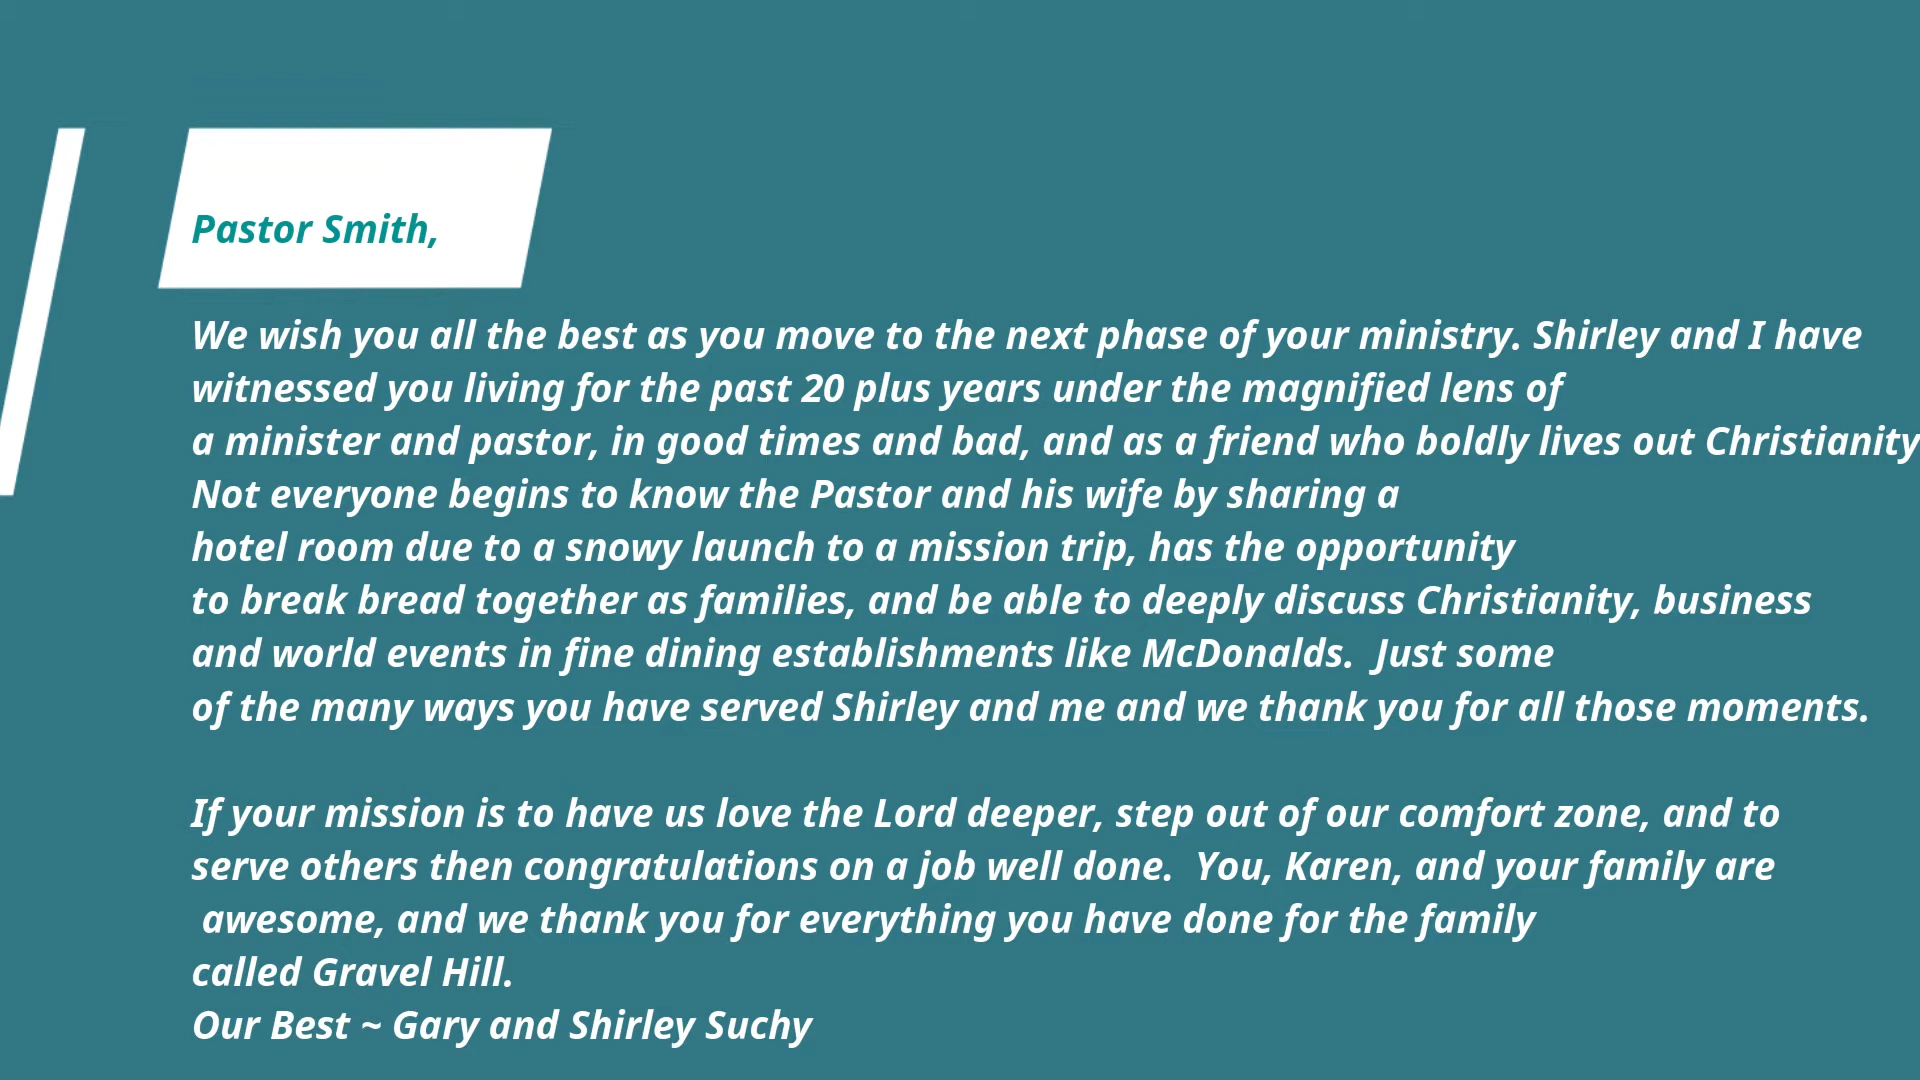 Pastor Smith,
We wish you all the best as you move to the next phase of your ministry. Shirley and I have
witnessed you living for the past 20 plus years under the magnified lens of
a minister and pastor, in good times and bad, and as a friend who boldly lives out Christianity
Not everyone begins to know the Pastor and his wife by sharing a
hotel room due to a snowy launch to a mission trip, has the opportunity
to break bread together as families, and be able to deeply discuss Christianity, business
and world events in fine dining establishments like McDonalds.  Just some
of the many ways you have served Shirley and me and we thank you for all those moments.
If your mission is to have us love the Lord deeper, step out of our comfort zone, and to
serve others then congratulations on a job well done.  You, Karen, and your family are
awesome, and we thank you for everything you have done for the family
called Gravel Hill.
Our Best ~ Gary and Shirley Suchy